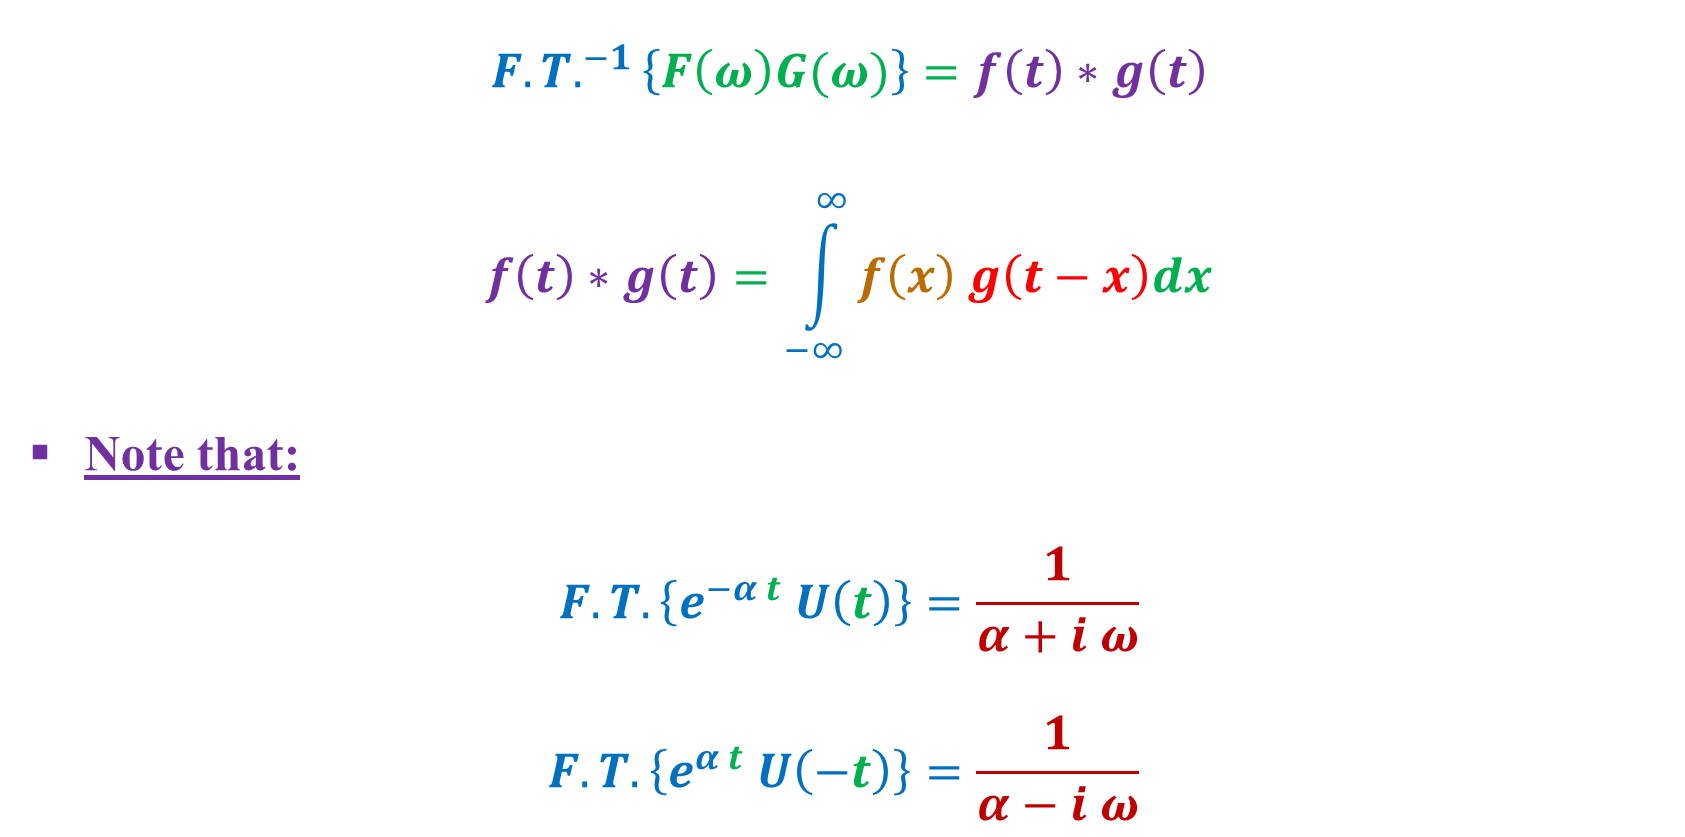 F.T.⁻¹ {F(ω)G(ω)} = f(t) * g(t)
f(t) * g(t) = ∫_{-∞}^{∞} f(x) g(t − x)dx
▪ Note that:
F.T.{e^{−α t} U(t)} = 1/(α + i ω)
F.T.{e^{α t} U(−t)} = 1/(α − i ω)